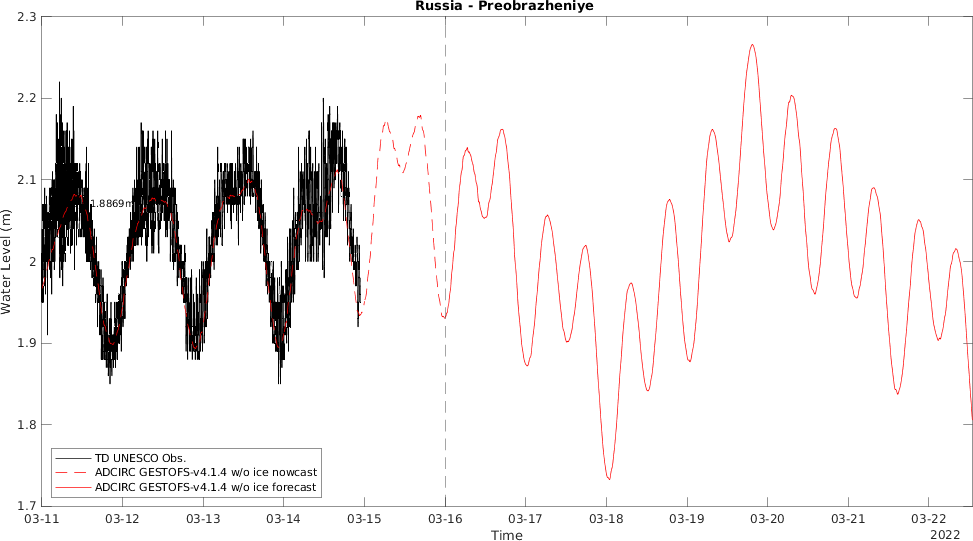 Russia - Preobrazheniye
2.3
2.2
2.1
2
1.9
1.8
1.7
Water Level (m)
1.8869m
TD UNESCO Obs.
ADCIRC GESTOFS-v4.1.4 w/o ice nowcast
ADCIRC GESTOFS-v4.1.4 w/o ice forecast
03-11 03-12 03-13 03-14 03-15 03-16 03-17 03-18 03-19 03-20 03-21 03-22
Time
2022